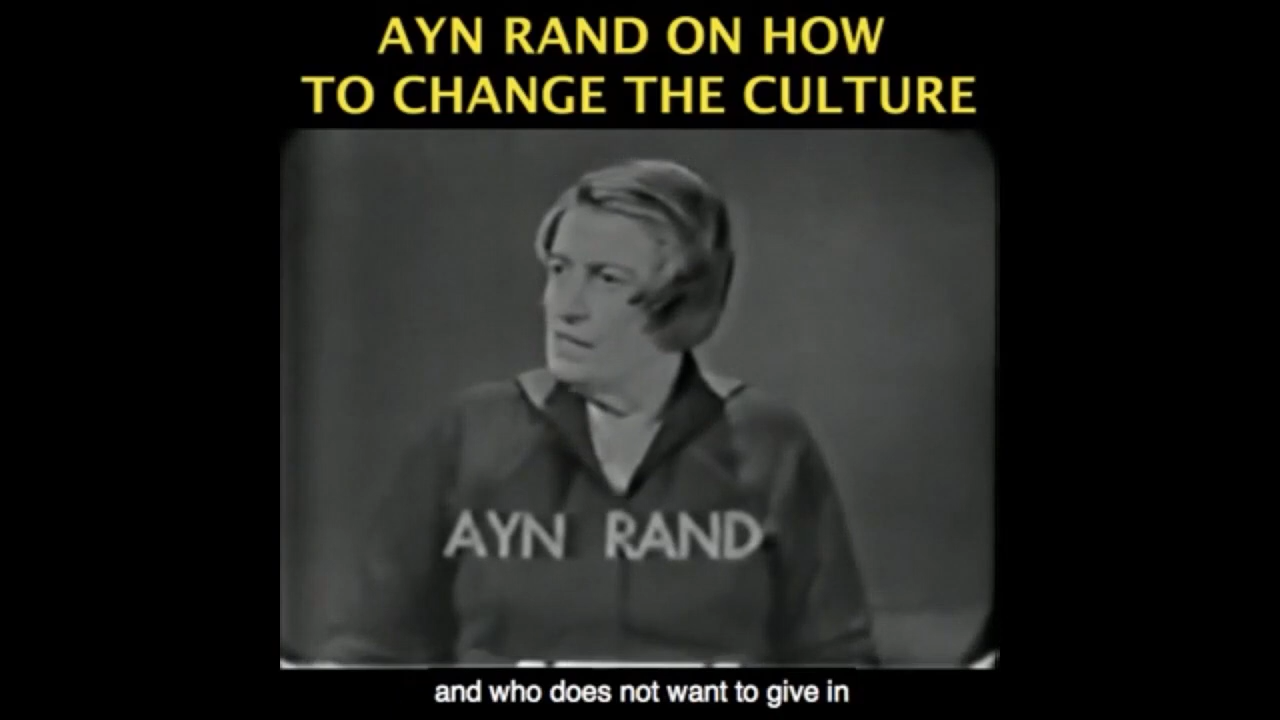 AYN RAND ON HOW
TO CHANGE THE CULTURE
AYN RAND
and who does not want to give in